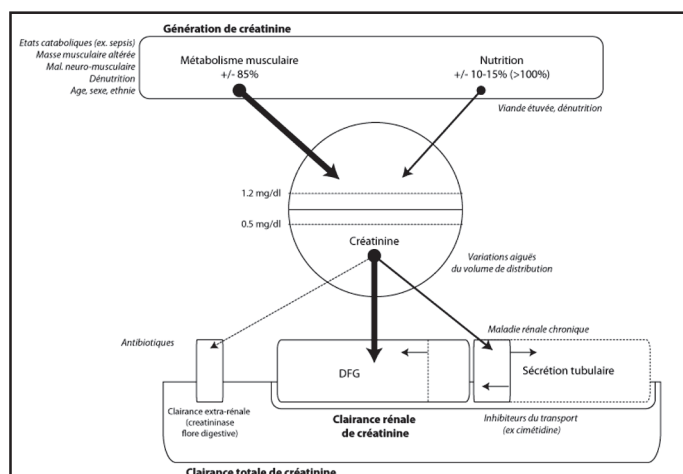 Génération de créatinine
Etats cataboliques (ex. sepsis)
Masse musculaire altérée
Mal. neuro-musculaire
Dénutrition
Age, sexe, ethnie
Métabolisme musculaire
+/- 85%
Nutrition
+/- 10-15% (>100%)
Viande étuvée, dénutrition
1.2 mg/dl
0.5 mg/dl
Créatinine
Variations aiguës
du volume de distribution
Antibiotiques
Maladie rénale chronique
DFG
Sécrétion tubulaire
Clairance extra-rénale
(creatininase
flore digestive)
Clairance rénale
de créatinine
Inhibiteurs du transport
(ex cimétidine)
Clairance totale de créatinine